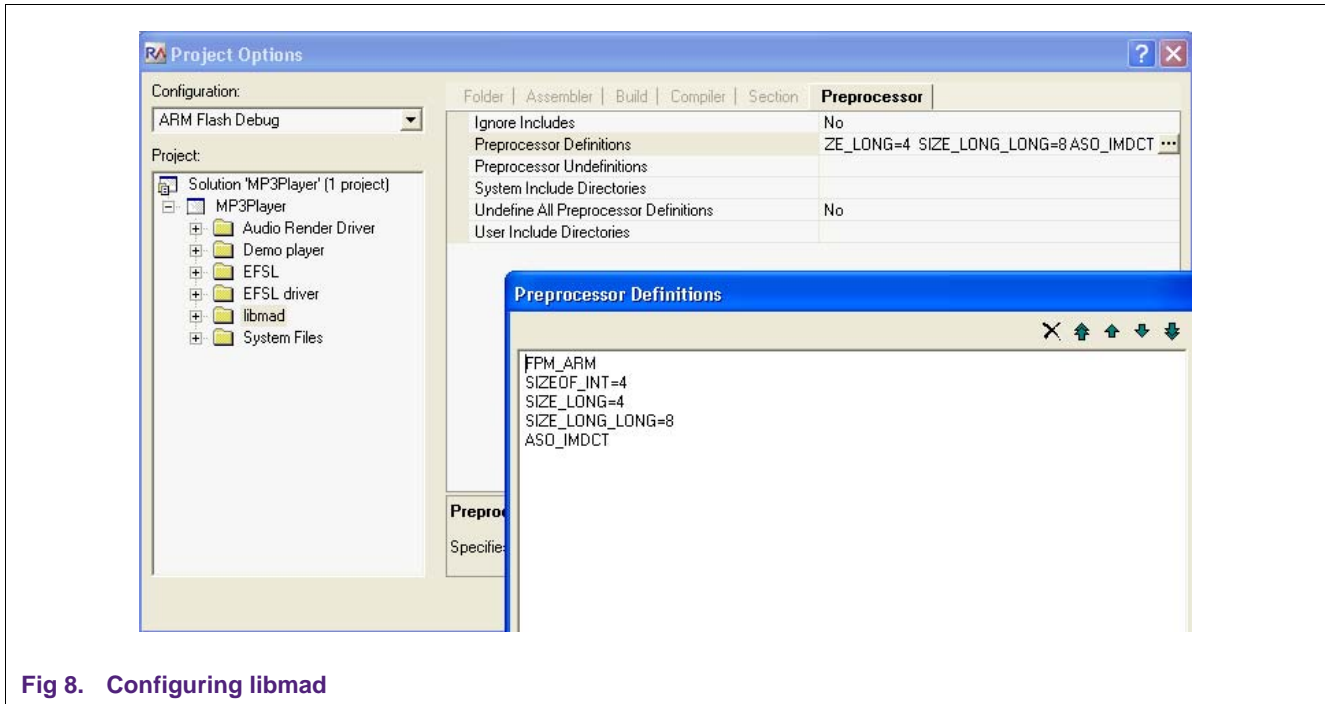 RA Project Options
Configuration:
ARM Flash Debug
Project:
Solution 'MP3Player' (1 project)
MP3Player
Audio Render Driver
Demo player
EFSL
EFSL driver
libmad
System Files
Folder | Assembler | Build | Compiler | Section Preprocessor |
Ignore Includes No
Preprocessor Definitions ZE_LONG=4 SIZE_LONG_LONG=8 ASO_IMDCT ...
Preprocessor Undefinitions
System Include Directories
Undefine All Preprocessor Definitions No
User Include Directories
Preprocessor Definitions
FPM_ARM
SIZEOF_INT=4
SIZE_LONG=4
SIZE_LONG_LONG=8
ASO_IMDCT
Fig 8. Configuring libmad